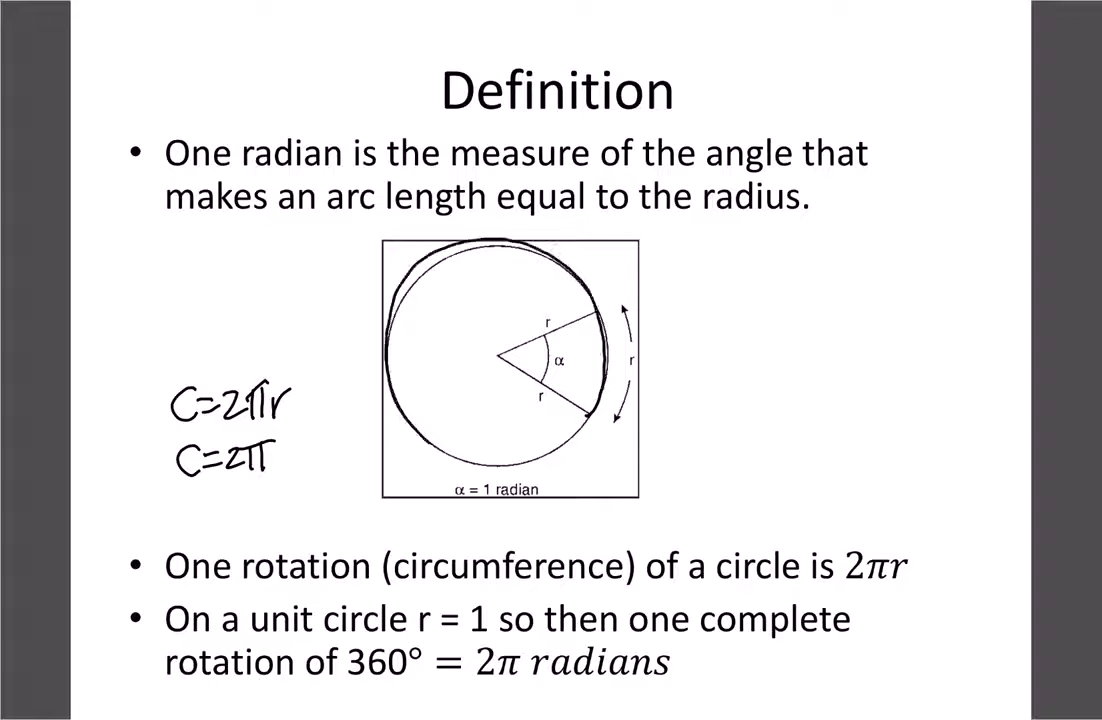 Definition
• One radian is the measure of the angle that
makes an arc length equal to the radius.
r
α
r
r
C=2πr
C=2π
α = 1 radian
• One rotation (circumference) of a circle is 2πr
• On a unit circle r = 1 so then one complete
rotation of 360° = 2π radians